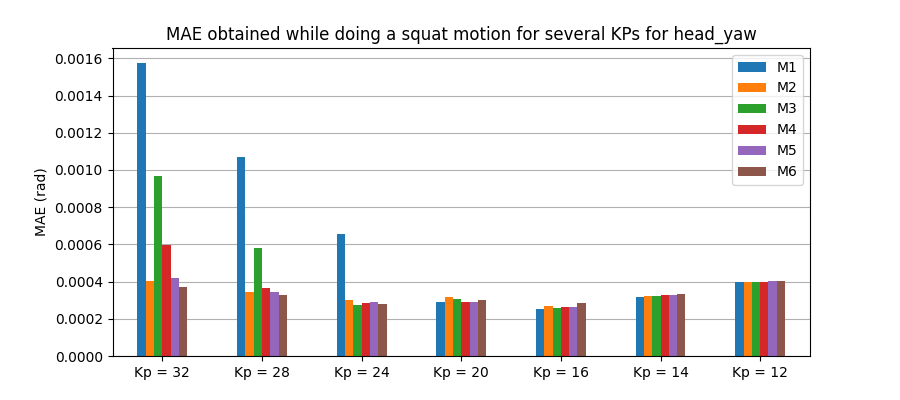 MAE obtained while doing a squat motion for several KPs for head_yaw
MAE (rad)
0.0016
0.0014
0.0012
0.0010
0.0008
0.0006
0.0004
0.0002
0.0000
M1
M2
M3
M4
M5
M6
Kp = 32 Kp = 28 Kp = 24 Kp = 20 Kp = 16 Kp = 14 Kp = 12